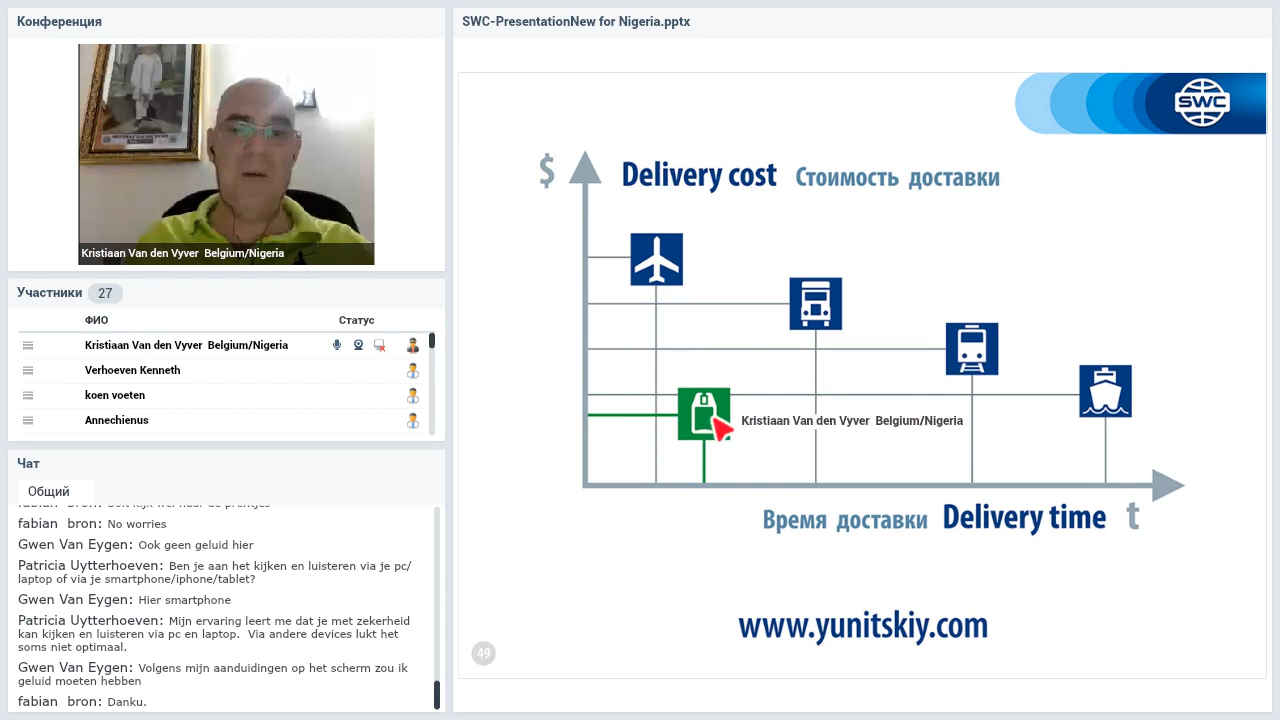 Конференция
Kristiaan Van den Vyver  Belgium/Nigeria
Участники 27
ФИО Статус
Kristiaan Van den Vyver  Belgium/Nigeria
Verhoeven Kenneth
koen voeten
Annechienus
Чат
Общий
fabian  bron: No worries
Gwen Van Eygen: Ook geen geluid hier
Patricia Uytterhoeven: Ben je aan het kijken en luisteren via je pc/
laptop of via je smartphone/iphone/tablet?
Gwen Van Eygen: Hier smartphone
Patricia Uytterhoeven: Mijn ervaring leert me dat je met zekerheid
kan kijken en luisteren via pc en laptop.  Via andere devices lukt het
soms niet optimaal.
Gwen Van Eygen: Volgens mijn aanduidingen op het scherm zou ik
geluid moeten hebben
fabian  bron: Danku.
SWC-PresentationNew for Nigeria.pptx
SWC
$ Delivery cost Стоимость доставки
Kristiaan Van den Vyver  Belgium/Nigeria
Время доставки Delivery time t
www.yunitskiy.com
49